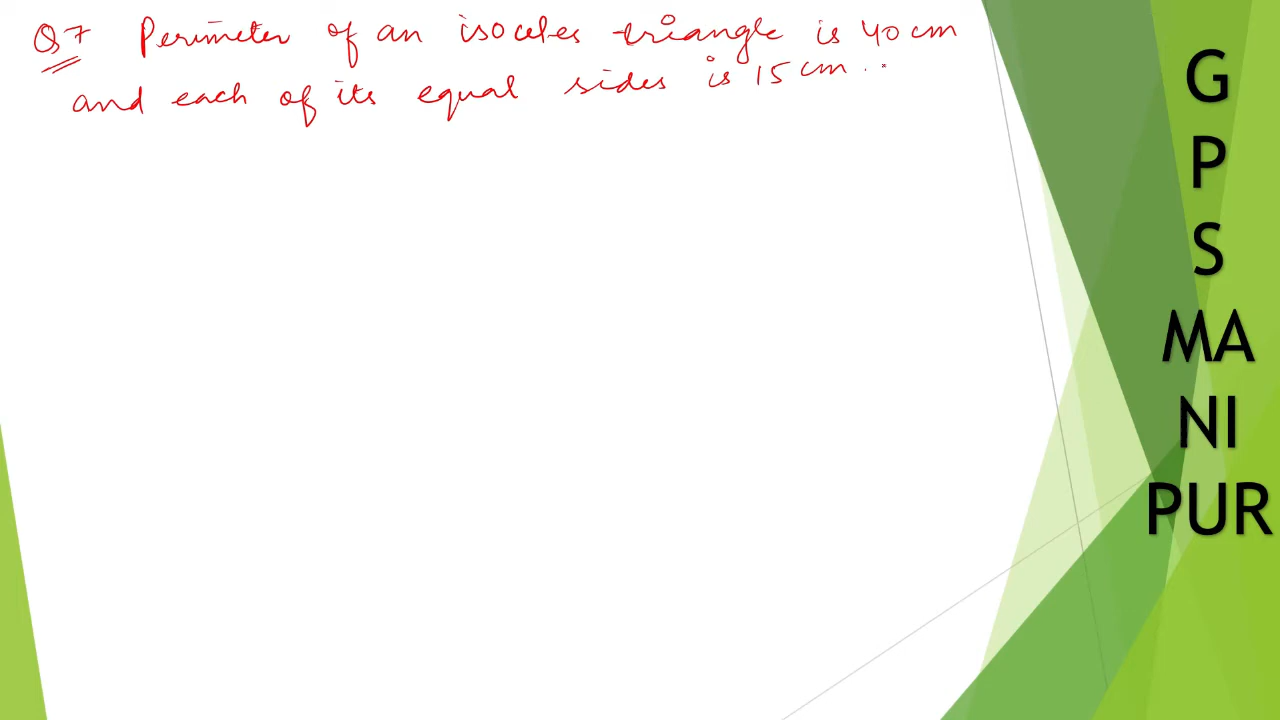 Q7 Perimeter of an isoceles triangle is 40 cm
and each of its equal sides is 15 cm.
G
P
S
MA
NI
PUR